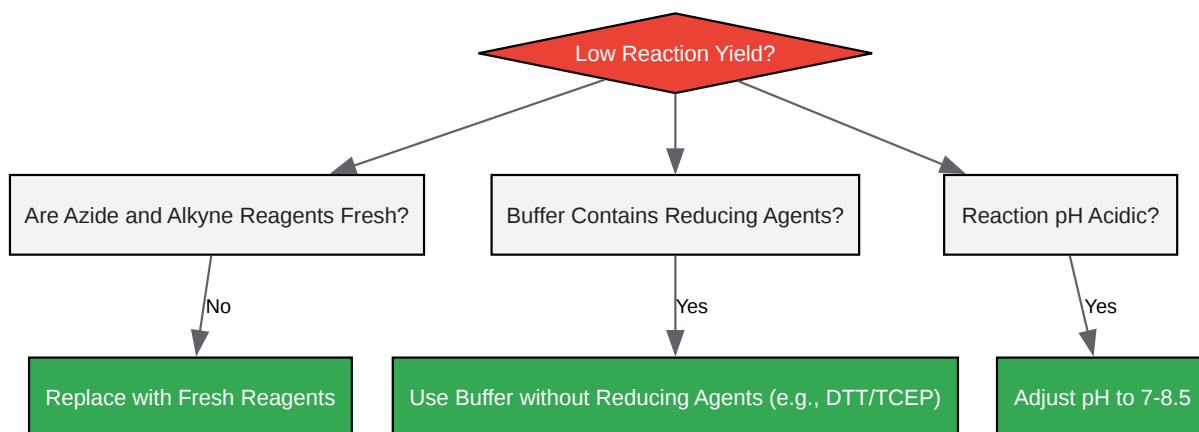 Low Reaction Yield?
Are Azide and Alkyne Reagents Fresh?
Buffer Contains Reducing Agents?
Reaction pH Acidic?
No
Yes
Yes
Replace with Fresh Reagents
Use Buffer without Reducing Agents (e.g., DTT/TCEP)
Adjust pH to 7-8.5